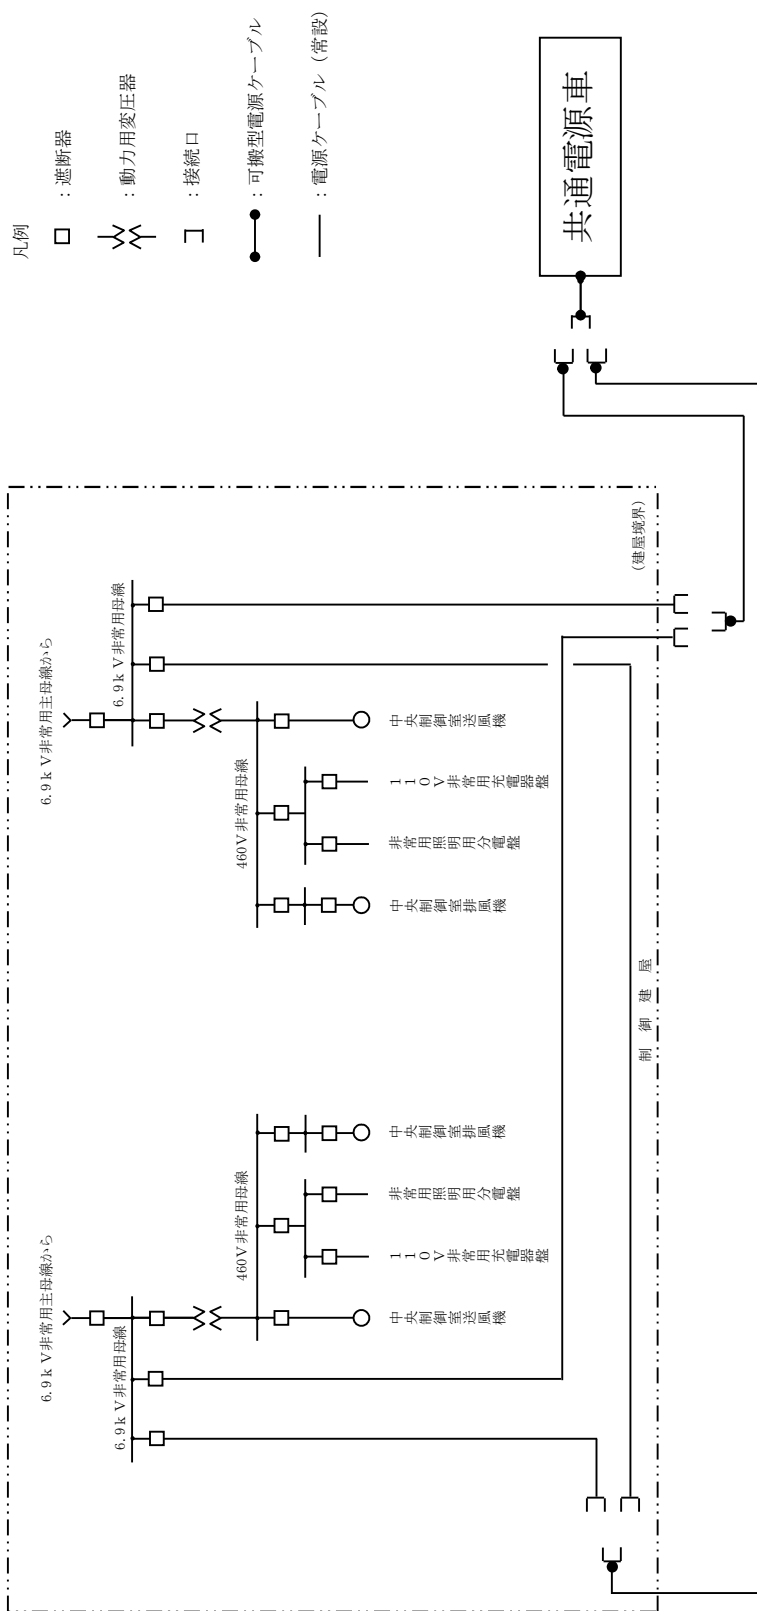 凡例
：遮断器
：動力用変圧器
：接続口
：可搬型電源ケーブル
：電源ケーブル（常設）
共通電源車
（建屋境界）
6.9ｋＶ非常用主母線から
6.9ｋＶ非常用母線
460Ｖ非常用母線
中央制御室送風機
１１０Ｖ非常用充電器盤
非常用照明用分電盤
中央制御室排風機
制御建屋
6.9ｋＶ非常用主母線から
6.9ｋＶ非常用母線
460Ｖ非常用母線
中央制御室排風機
非常用照明用分電盤
１１０Ｖ非常用充電器盤
中央制御室送風機